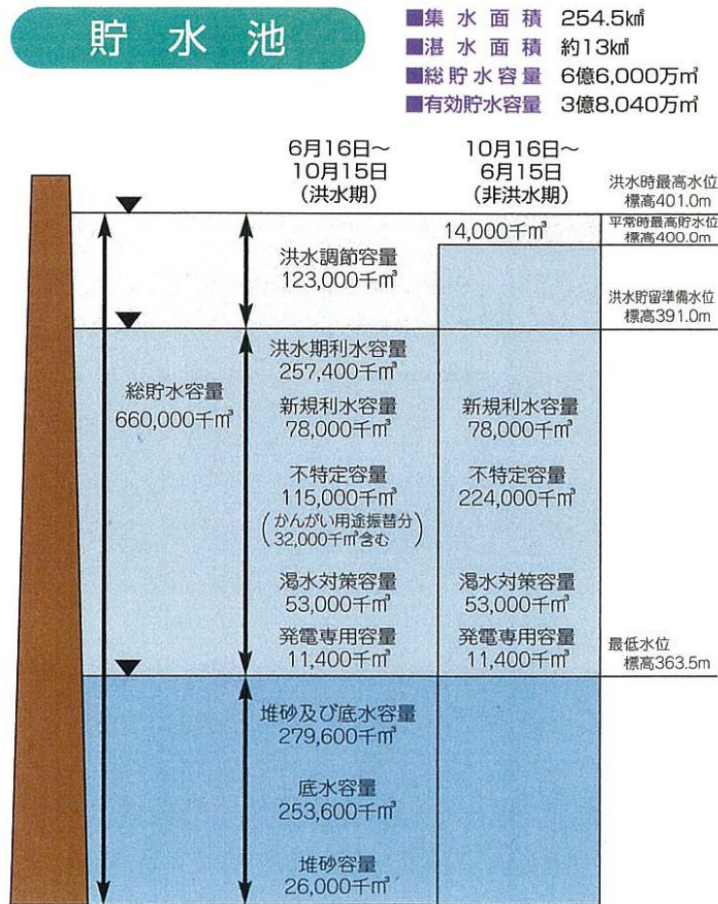 貯水池
■集水面積 254.5㎢
■湛水面積 約13㎢
■総貯水容量 6億6,000万㎥
■有効貯水容量 3億8,040万㎥
6月16日～
10月15日
(洪水期)
10月16日～
6月15日
(非洪水期)
洪水時最高水位
標高401.0m
平常時最高貯水位
標高400.0m
14,000千㎥
洪水調節容量
123,000千㎥
洪水貯留準備水位
標高391.0m
洪水期利水容量
257,400千㎥
総貯水容量
660,000千㎥
新規利水容量
78,000千㎥
新規利水容量
78,000千㎥
不特定容量
115,000千㎥
(かんがい用途振替分
32,000千㎥含む)
不特定容量
224,000千㎥
渇水対策容量
53,000千㎥
渇水対策容量
53,000千㎥
発電専用容量
11,400千㎥
発電専用容量
11,400千㎥
最低水位
標高363.5m
堆砂及び底水容量
279,600千㎥
底水容量
253,600千㎥
堆砂容量
26,000千㎥